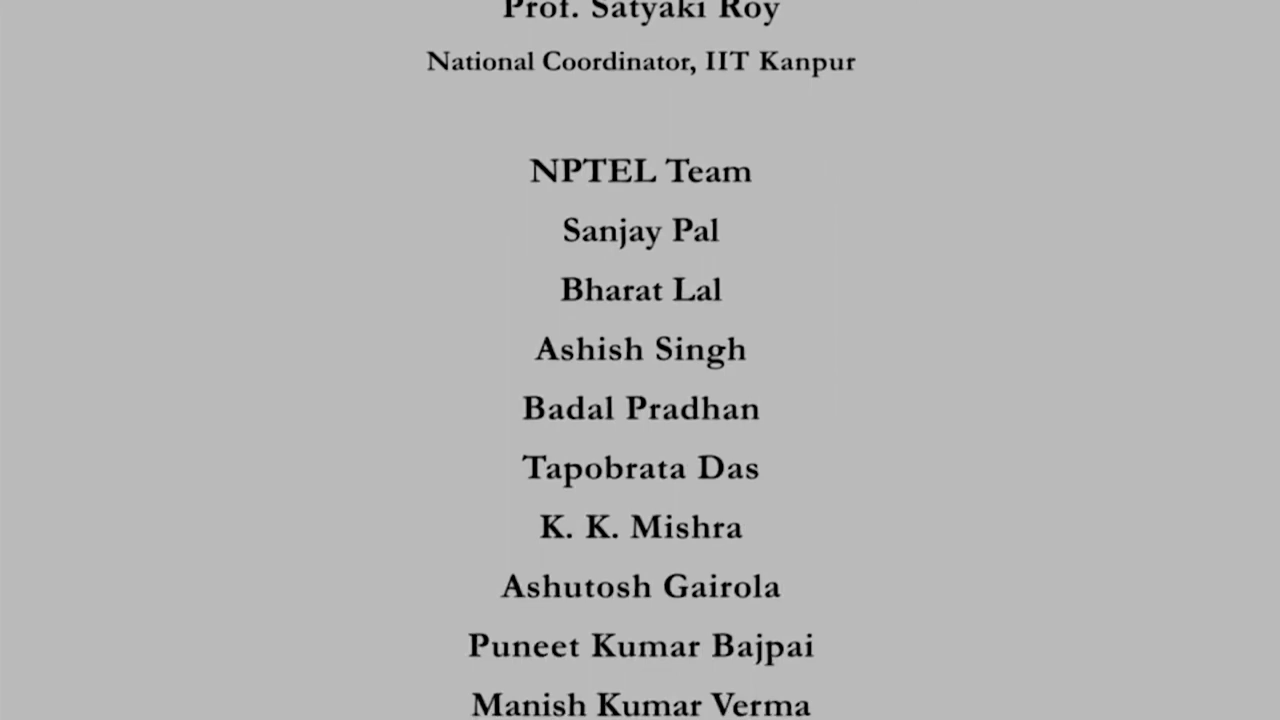 Prof. Satyaki Roy
National Coordinator, IIT Kanpur
NPTEL Team
Sanjay Pal
Bharat Lal
Ashish Singh
Badal Pradhan
Tapobrata Das
K. K. Mishra
Ashutosh Gairola
Puneet Kumar Bajpai
Manish Kumar Verma